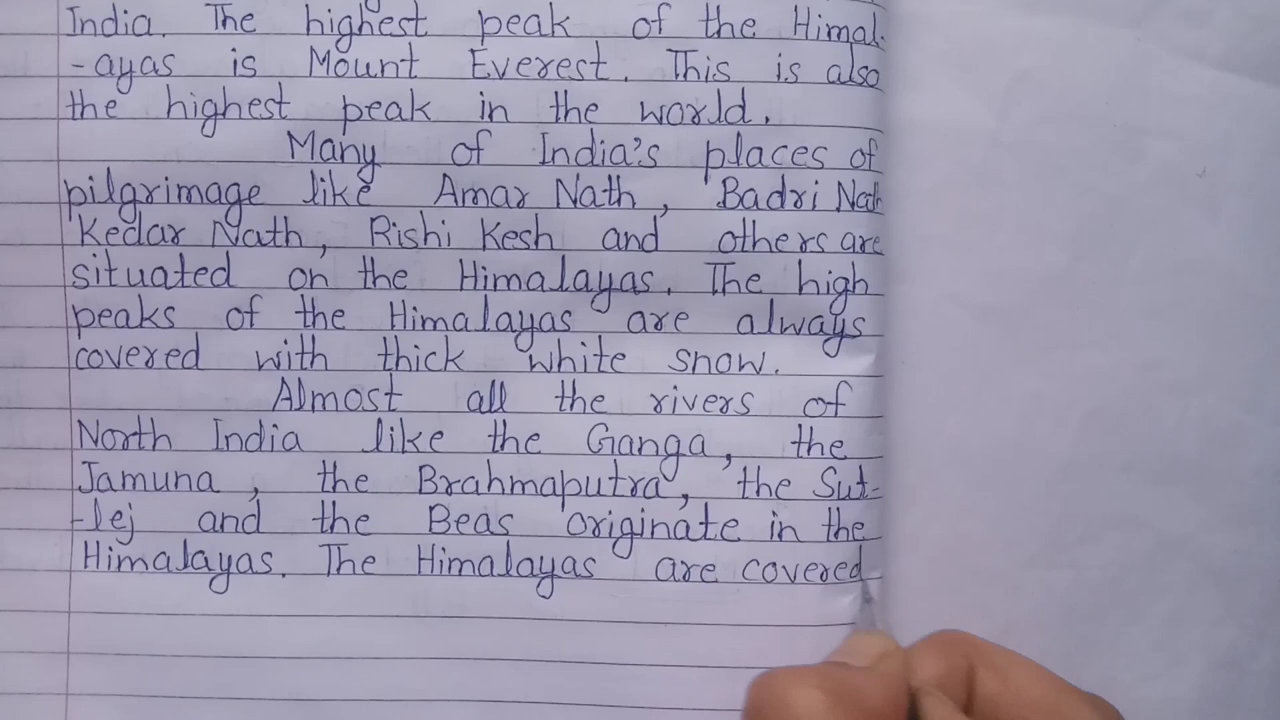 India. The highest peak of the Himal-
-ayas is Mount Everest. This is also
the highest peak in the world.
Many of India's places of
pilgrimage like Amar Nath, Badri Nath
Kedar Nath, Rishi Kesh and others are
situated on the Himalayas. The high
peaks of the Himalayas are always
covered with thick white snow.
Almost all the rivers of
North India like the Ganga, the
Jamuna, the Brahmaputra, the Sut-
-lej and the Beas originate in the
Himalayas. The Himalayas are covered